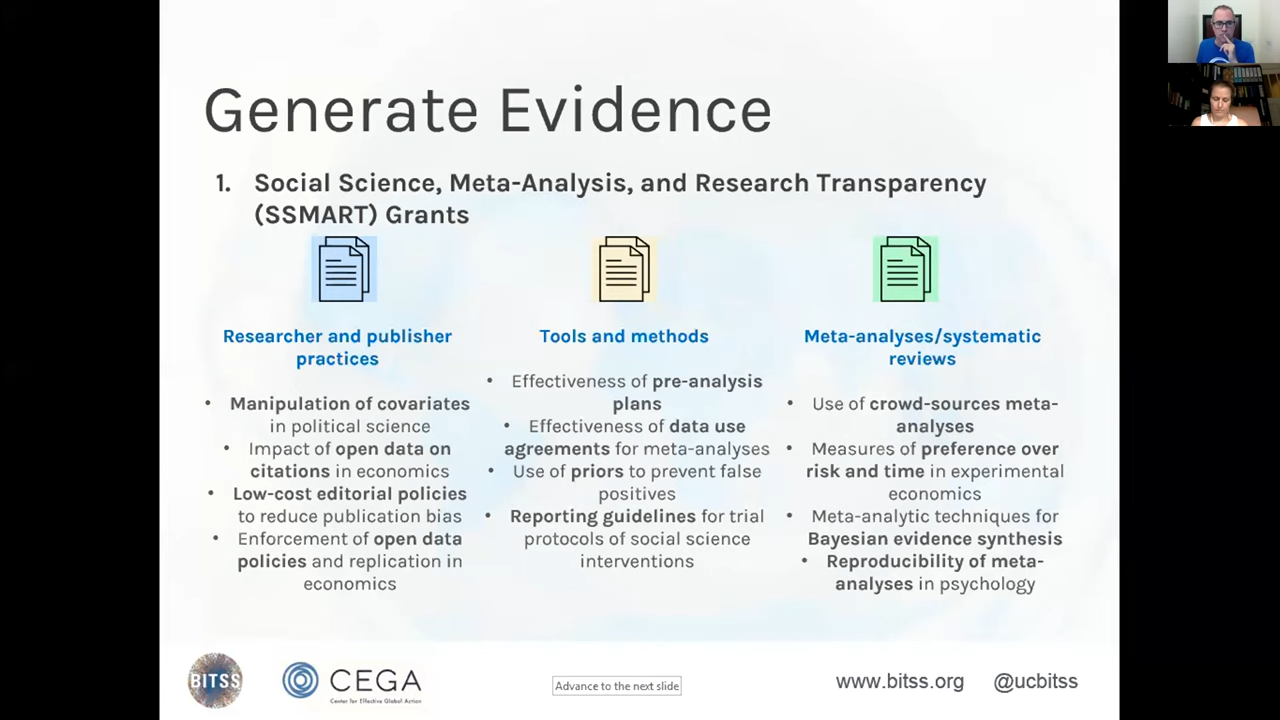 Generate Evidence
1. Social Science, Meta-Analysis, and Research Transparency
(SSMART) Grants
Researcher and publisher
practices
• Manipulation of covariates
in political science
• Impact of open data on
citations in economics
• Low-cost editorial policies
to reduce publication bias
• Enforcement of open data
policies and replication in
economics
Tools and methods
• Effectiveness of pre-analysis
plans
• Effectiveness of data use
agreements for meta-analyses
• Use of priors to prevent false
positives
• Reporting guidelines for trial
protocols of social science
interventions
Meta-analyses/systematic
reviews
• Use of crowd-sources meta-
analyses
• Measures of preference over
risk and time in experimental
economics
• Meta-analytic techniques for
Bayesian evidence synthesis
• Reproducibility of meta-
analyses in psychology
BITSS
CEGA
Center for Effective Global Action
Advance to the next slide
www.bitss.org @ucbitss